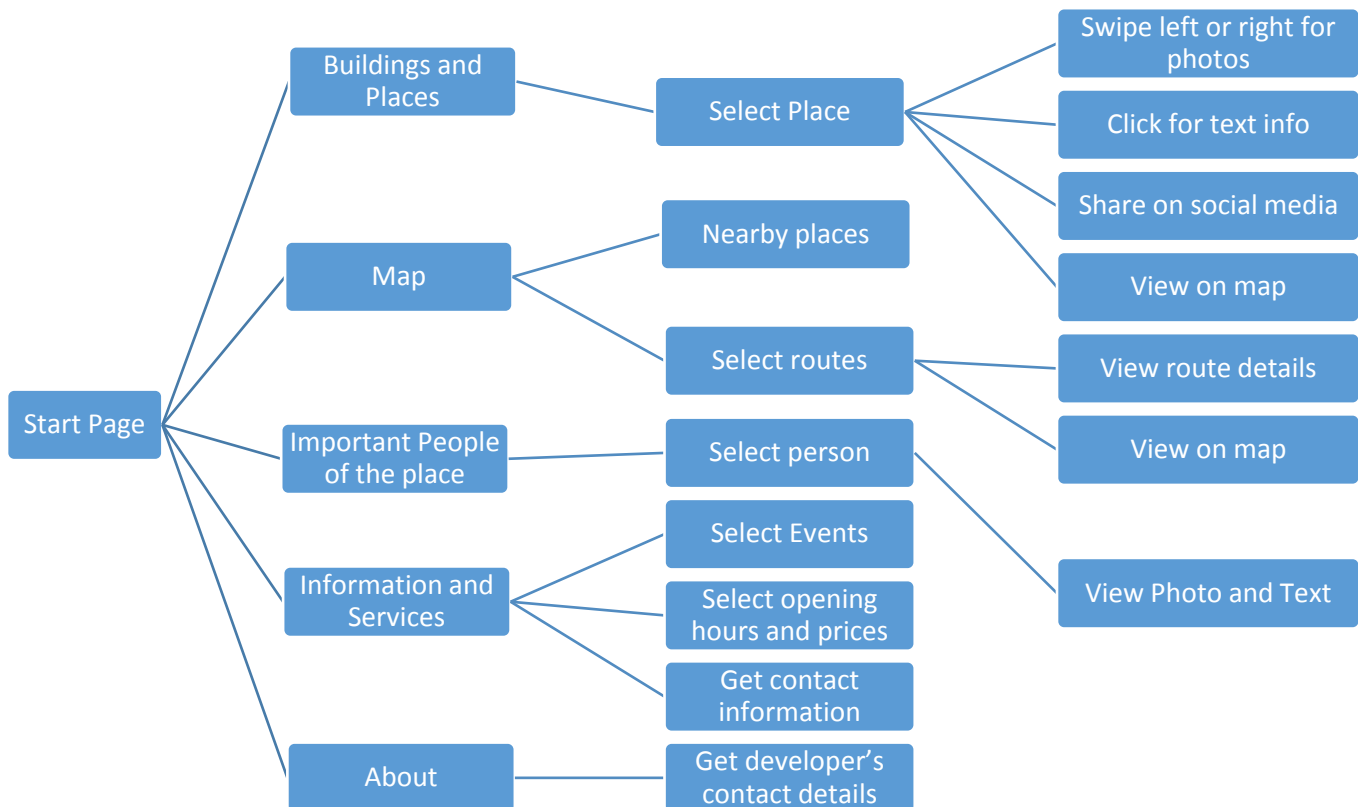 Start Page
Buildings and
Places
Map
Important People
of the place
Information and
Services
About
Select Place
Nearby places
Select routes
Select person
Select Events
Select opening
hours and prices
Get contact
information
Get developer’s
contact details
Swipe left or right for
photos
Click for text info
Share on social media
View on map
View route details
View on map
View Photo and Text